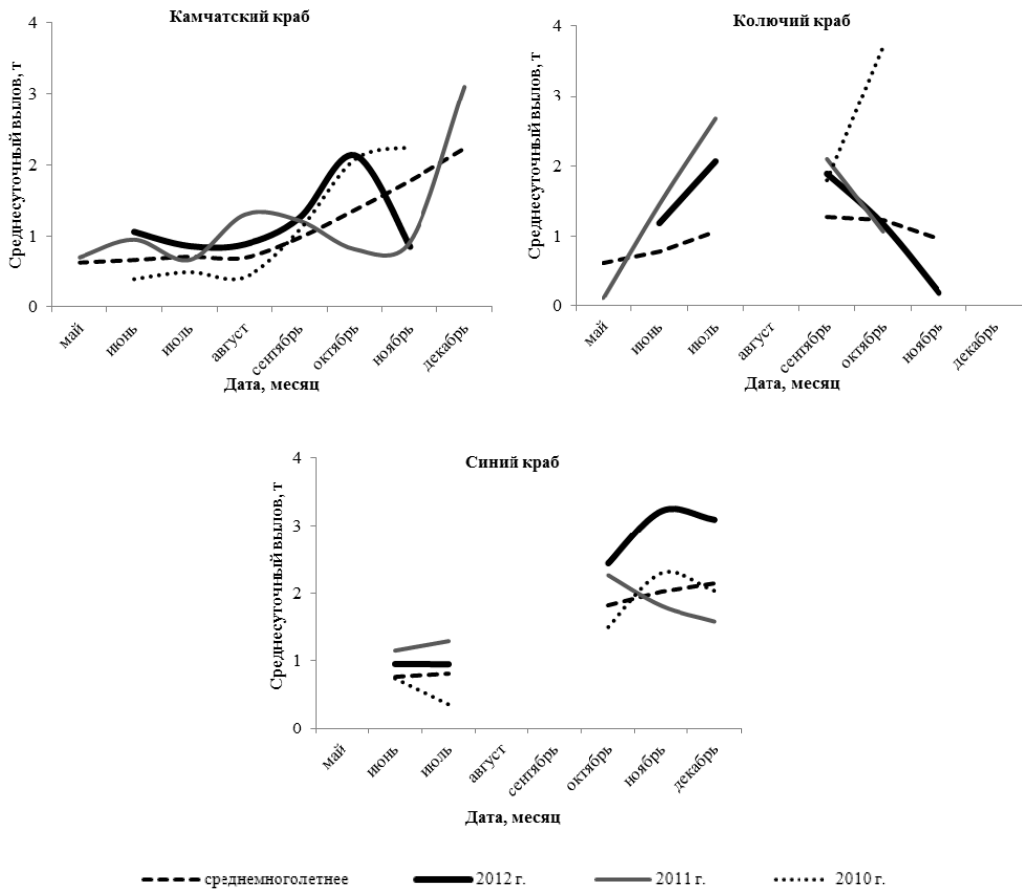 Камчатский краб
Среднесуточный вылов, т
4
3
2
1
0
май
июнь
июль
август
сентябрь
октябрь
ноябрь
декабрь
Дата, месяц
Колючий краб
Среднесуточный вылов, т
4
3
2
1
0
май
июнь
июль
август
сентябрь
октябрь
ноябрь
декабрь
Дата, месяц
Синий краб
Среднесуточный вылов, т
4
3
2
1
0
май
июнь
июль
август
сентябрь
октябрь
ноябрь
декабрь
Дата, месяц
среднемноголетнее 2012 г. 2011 г. 2010 г.